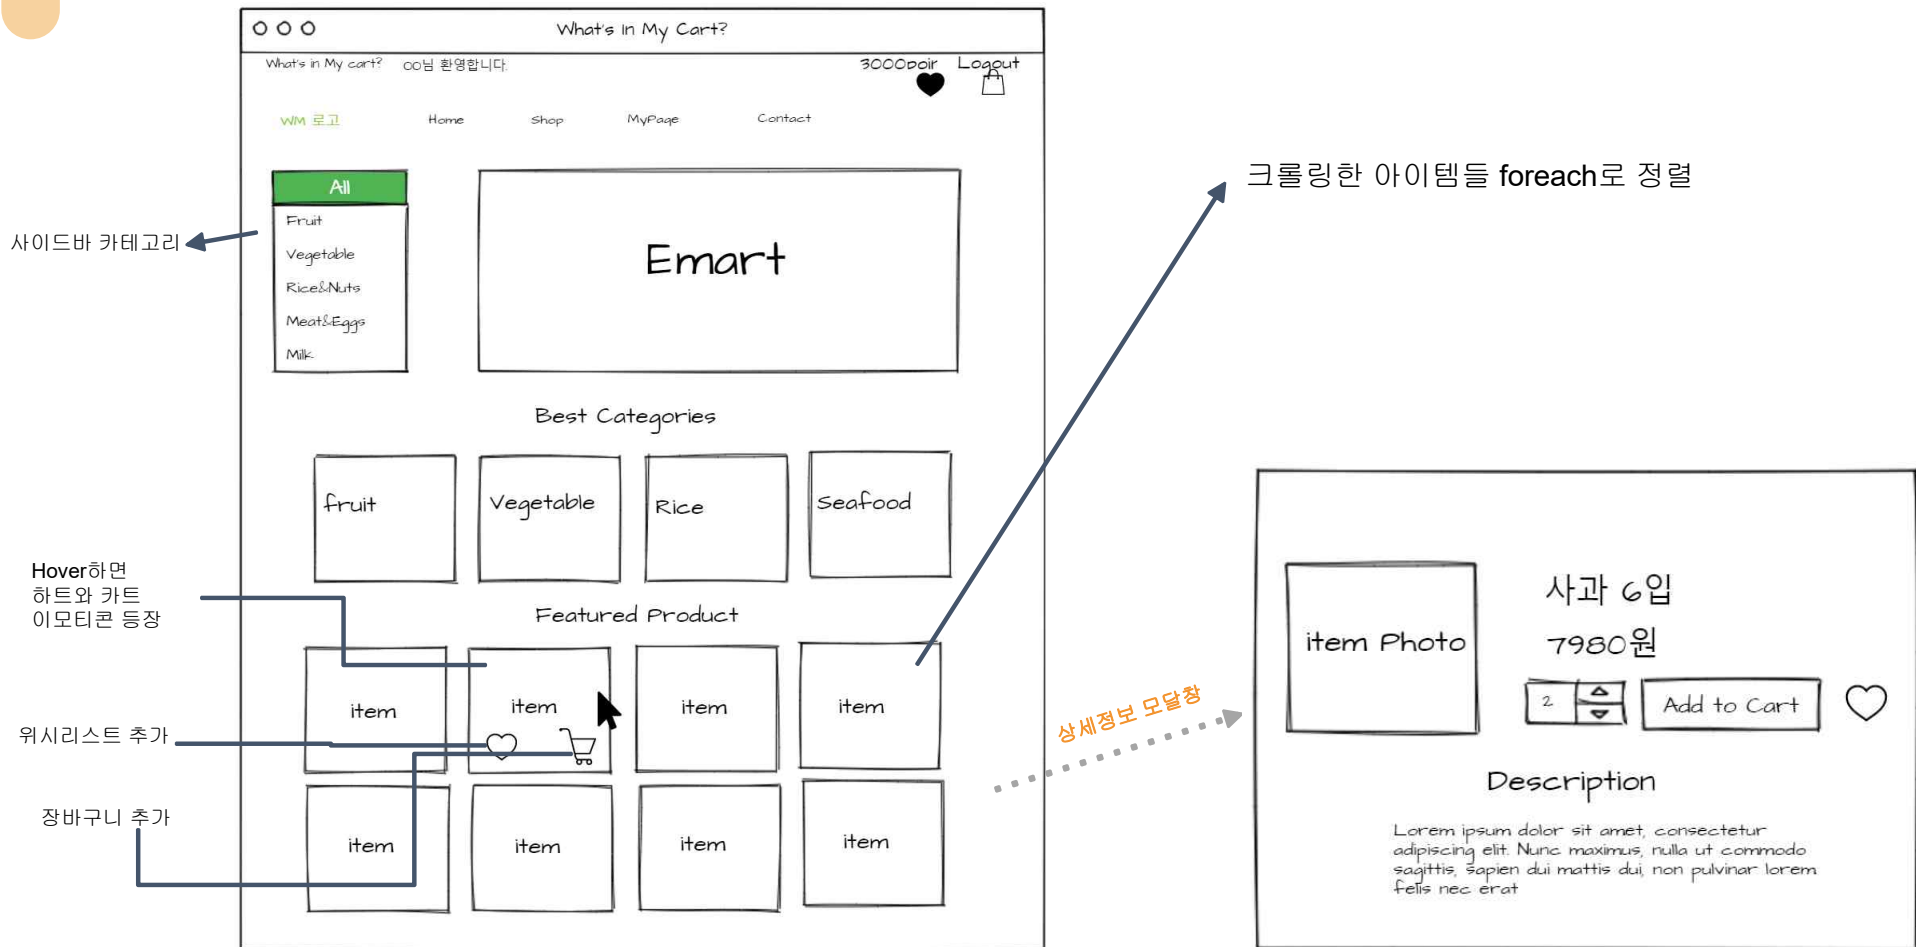 What's In My Cart?
What's in My cart? OO님 환영합니다.
3000poir Logout
WM 로고 Home Shop MyPage Contact
All
Fruit
Vegetable
Rice&Nuts
Meat&Eggs
Milk
Emart
사이드바 카테고리
크롤링한 아이템들 foreach로 정렬
Best Categories
fruit Vegetable Rice Seafood
Hover하면
하트와 카트
이모티콘 등장
Featured Product
item item item item
위시리스트 추가
장바구니 추가
item item item item
상세정보 모달창
item Photo
사과 6입
7980원
2 Add to Cart
Description
Lorem ipsum dolor sit amet, consectetur
adipiscing elit. Nunc maximus, nulla ut commodo
sagittis, sapien dui mattis dui, non pulvinar lorem
felis nec erat